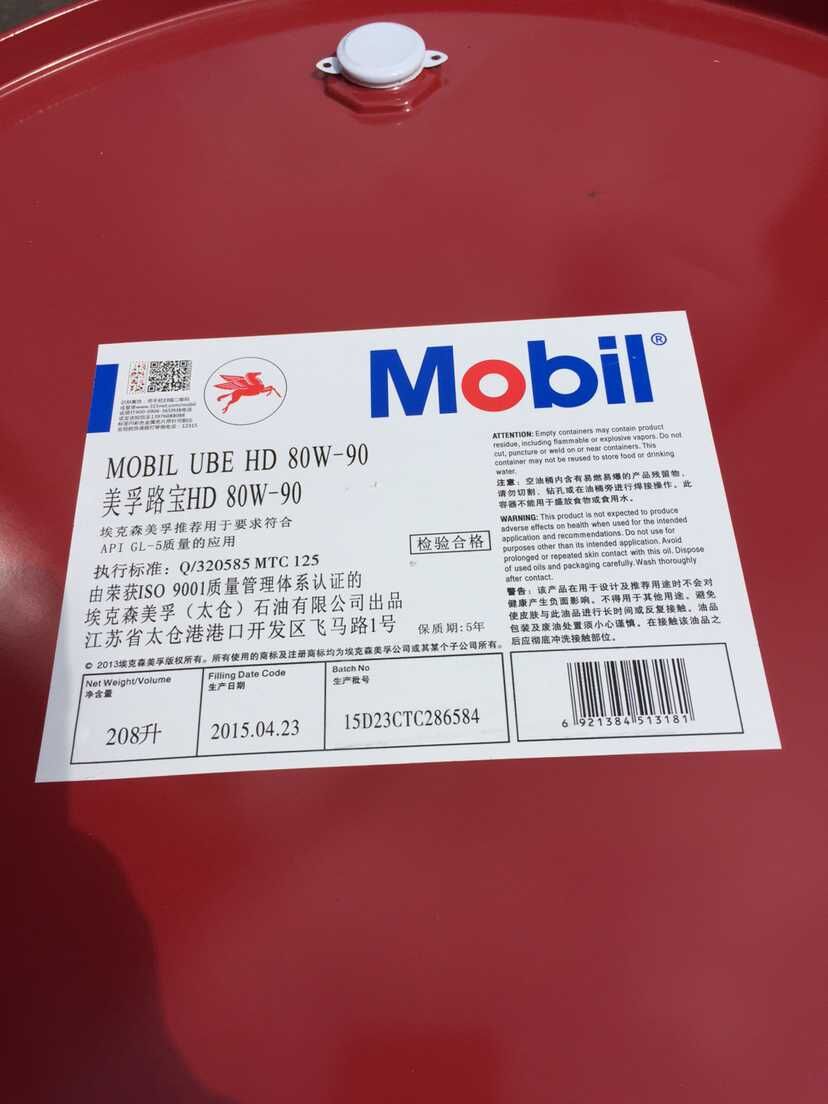 Mobil®
MOBIL UBE HD 80W-90
美孚路宝HD 80W-90
埃克森美孚推荐用于要求符合
API GL-5质量的应用
检验合格
执行标准：Q/320585 MTC 125
由荣获ISO 9001质量管理体系认证的
埃克森美孚（太仓）石油有限公司出品
江苏省太仓港港口开发区飞马路1号
保质期:5年
© 2013埃克森美孚版权所有。所有使用的商标及注册商标均为埃克森美孚公司或其某个子公司所有。
ATTENTION: Empty containers may contain product
residue, including flammable or explosive vapors. Do not
cut, puncture or weld on or near containers. This
container may not be reused to store food or drinking
water.
注意：空油桶内含有易燃易爆的产品残留物，
请勿切割、钻孔或在油桶旁进行焊接操作。此
容器不能用于盛放食物或食用水。
WARNING: This product is not expected to produce
adverse effects on health when used for the intended
application and recommendations. Do not use for
purposes other than its intended application. Avoid
prolonged or repeated skin contact with this oil. Dispose
of used oils and packaging carefully. Wash thoroughly
after contact.
警告：该产品在用于设计及推荐用途时不会对
健康产生负面影响。不得用于其他用途。避免
使皮肤与此油品进行长时间或反复接触。油品
包装及废油处置须小心谨慎。在接触该油品之
后应彻底冲洗接触部位。
Net Weight/Volume
净含量
208升
Filling Date Code
生产日期
2015.04.23
Batch No
生产批号
15D23CTC286584
6 921384 513181